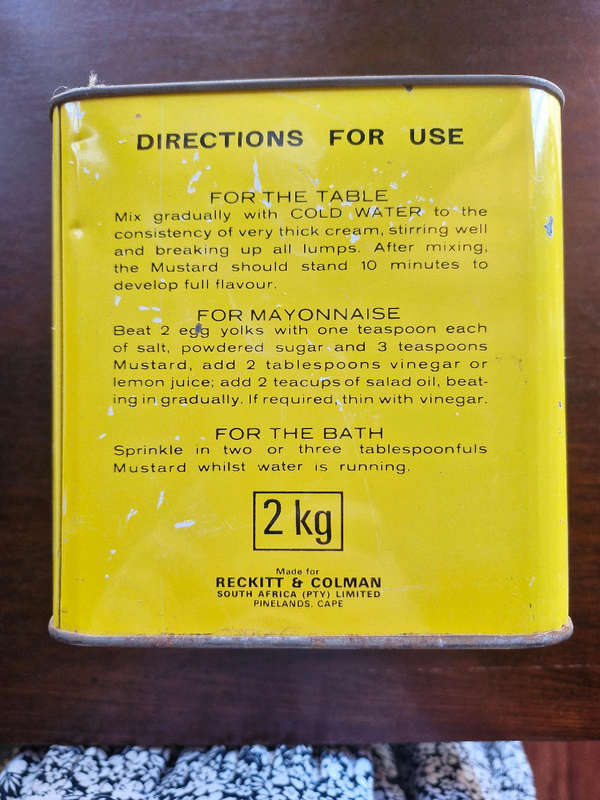 DIRECTIONS FOR USE
FOR THE TABLE
Mix gradually with COLD WATER to the
consistency of very thick cream, stirring well
and breaking up all lumps. After mixing,
the Mustard should stand 10 minutes to
develop full flavour.
FOR MAYONNAISE
Beat 2 egg yolks with one teaspoon each
of salt, powdered sugar and 3 teaspoons
Mustard, add 2 tablespoons vinegar or
lemon juice; add 2 teacups of salad oil, beat-
ing in gradually. If required, thin with vinegar.
FOR THE BATH
Sprinkle in two or three tablespoonfuls
Mustard whilst water is running.
2 kg
Made for
RECKITT & COLMAN
SOUTH AFRICA (PTY) LIMITED
PINELANDS, CAPE